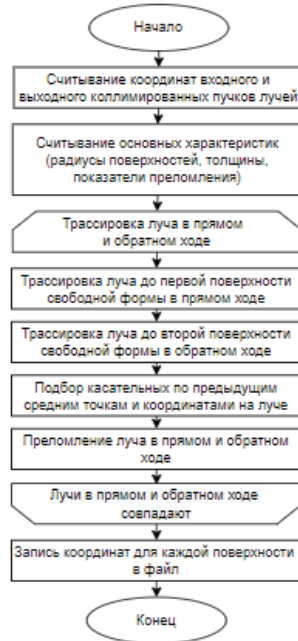 Начало
Считывание координат входного и
выходного коллимированных пучков лучей
Считывание основных характеристик
(радиусы поверхностей, толщины,
показатели преломления)
Трассировка луча в прямом
и обратном ходе
Трассировка луча до первой поверхности
свободной формы в прямом ходе
Трассировка луча до второй поверхности
свободной формы в обратном ходе
Подбор касательных по предыдущим
средним точкам и координатами на луче
Преломление луча в прямом и обратном
ходе
Лучи в прямом и обратном ходе
совпадают
Запись координат для каждой поверхности
в файл
Конец